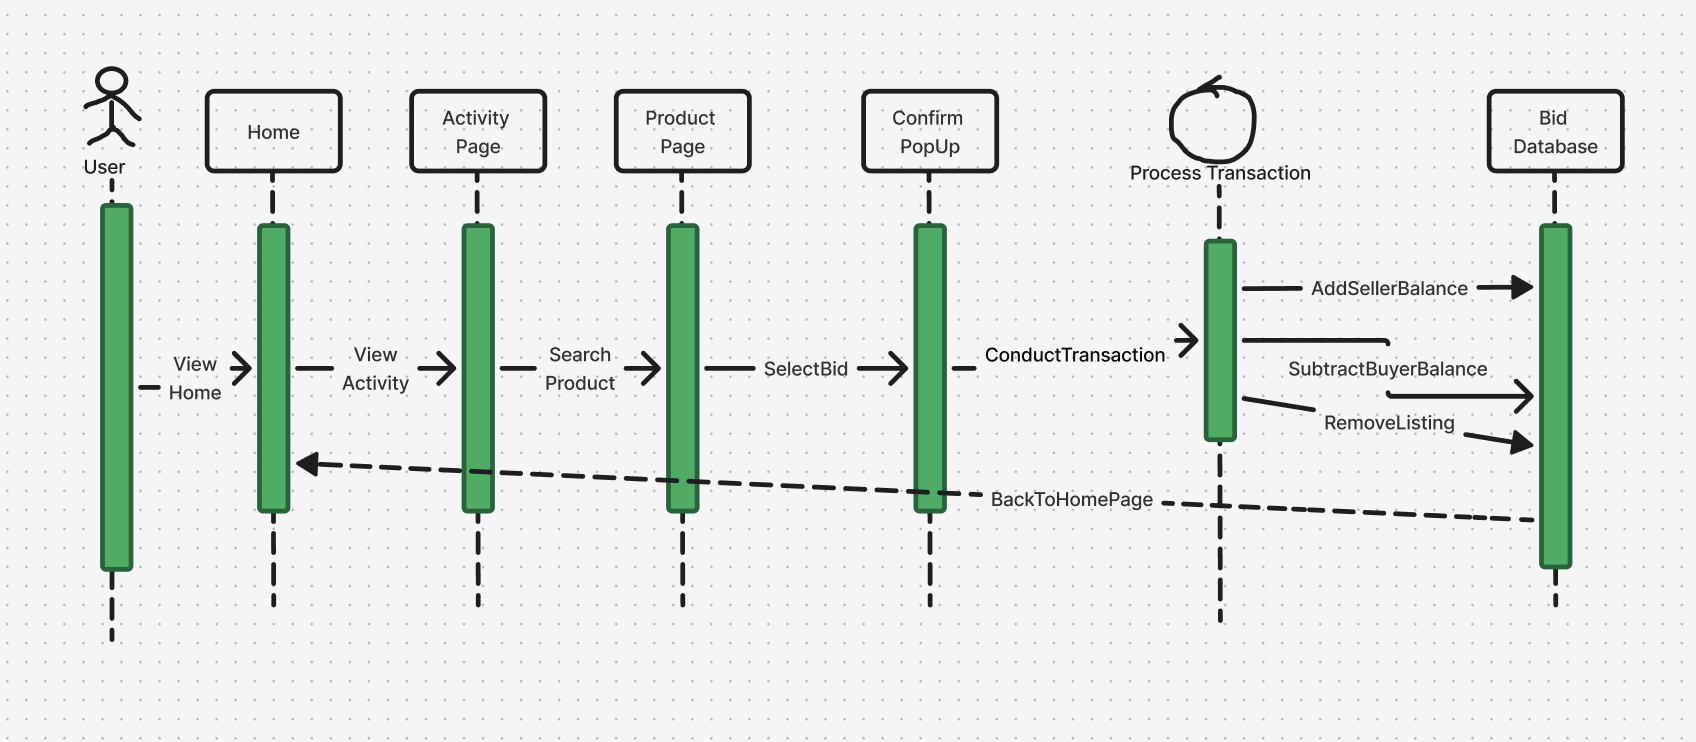 User
Home
Activity
Page
Product
Page
Confirm
PopUp
Process Transaction
Bid
Database
View
Home
View
Activity
Search
Product
SelectBid
ConductTransaction
AddSellerBalance
SubtractBuyerBalance
RemoveListing
BackToHomePage